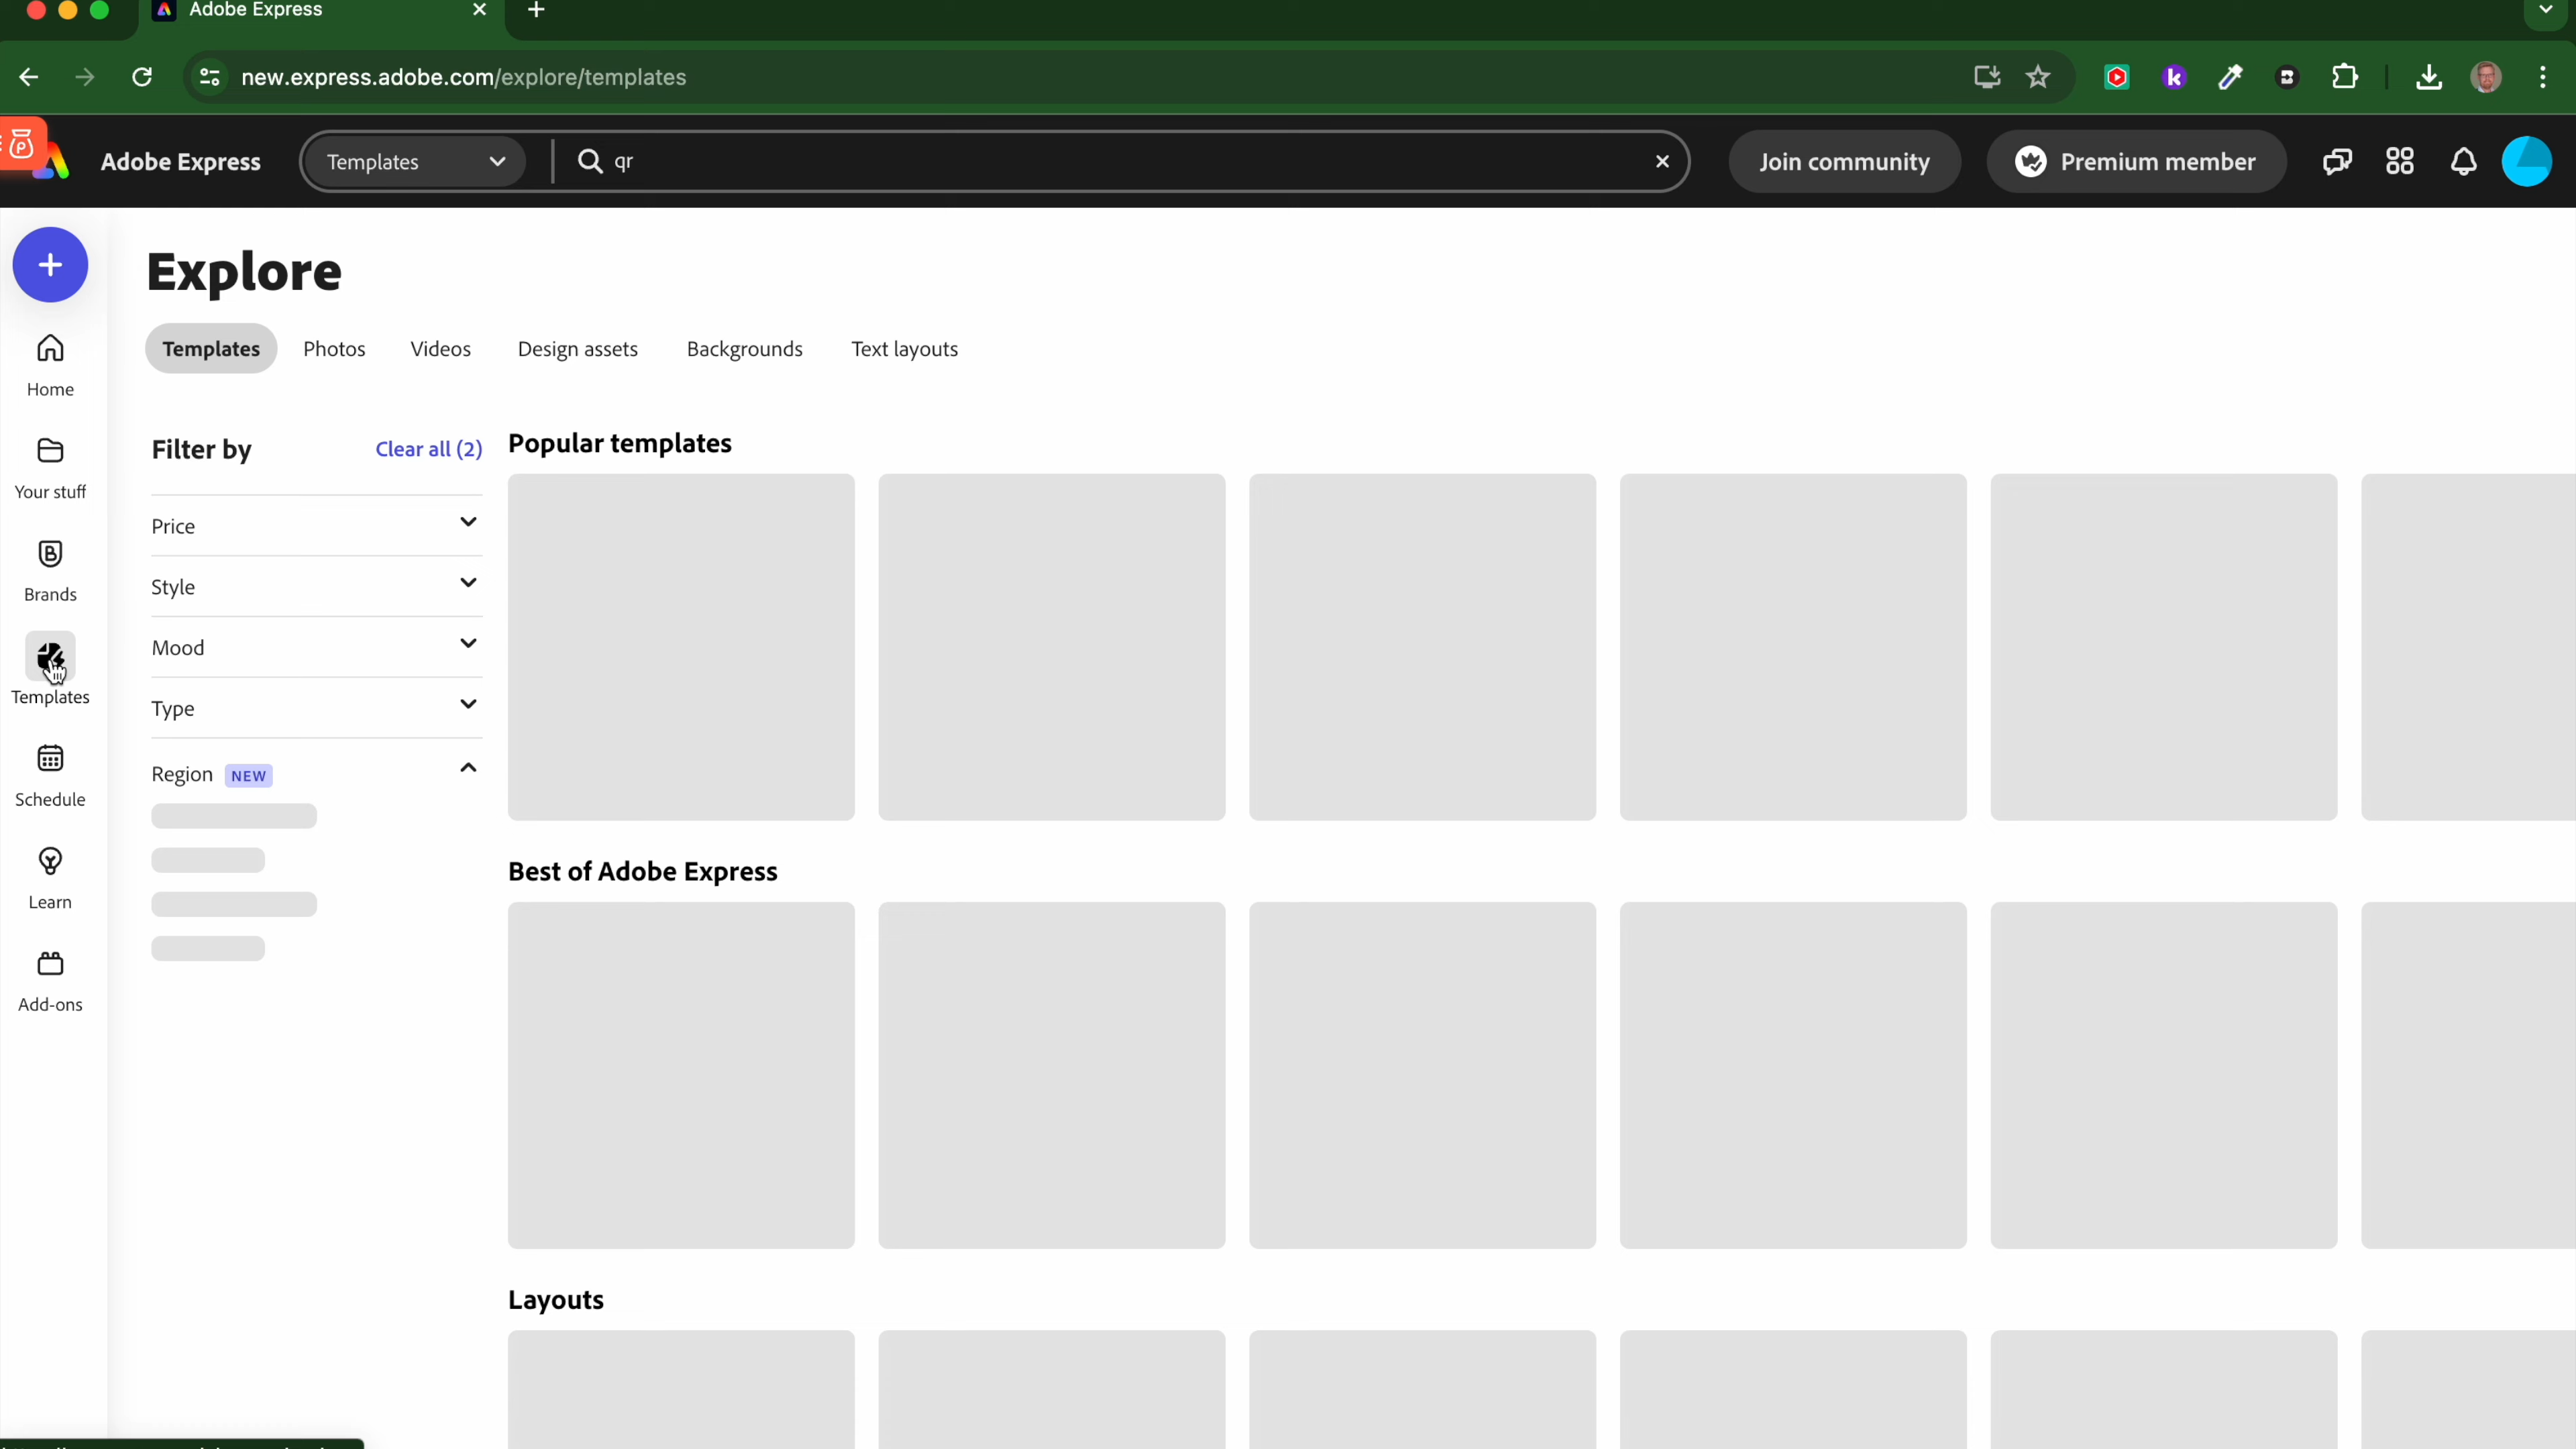 Adobe Express
new.express.adobe.com/explore/templates
Adobe Express
Templates
qr
Join community
Premium member
Explore
Templates
Photos
Videos
Design assets
Backgrounds
Text layouts
Home
Your stuff
Brands
Templates
Schedule
Learn
Add-ons
Filter by
Clear all (2)
Price
Style
Mood
Type
Region NEW
Popular templates
Best of Adobe Express
Layouts